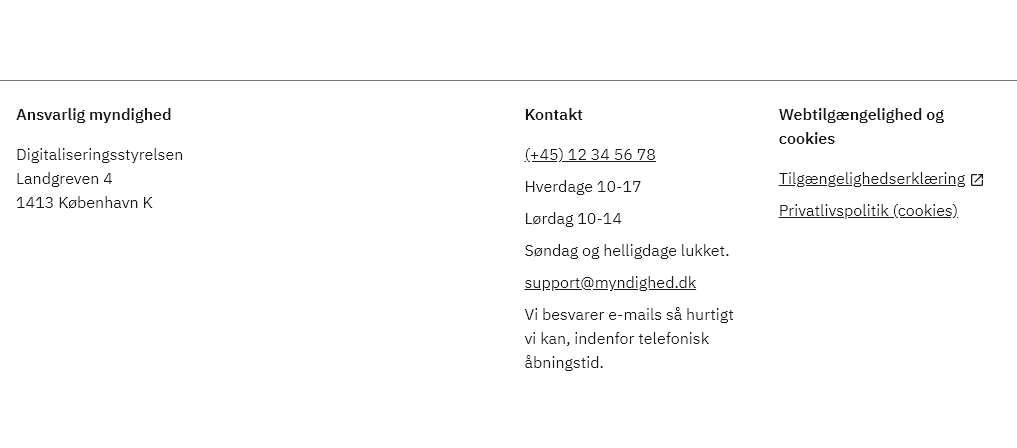 Ansvarlig myndighed
Digitaliseringsstyrelsen
Landgreven 4
1413 København K
Kontakt
(+45) 12 34 56 78
Hverdage 10-17
Lørdag 10-14
Søndag og helligdage lukket.
support@myndighed.dk
Vi besvarer e-mails så hurtigt
vi kan, indenfor telefonisk
åbningstid.
Webtilgængelighed og
cookies
Tilgængelighedserklæring
Privatlivspolitik (cookies)